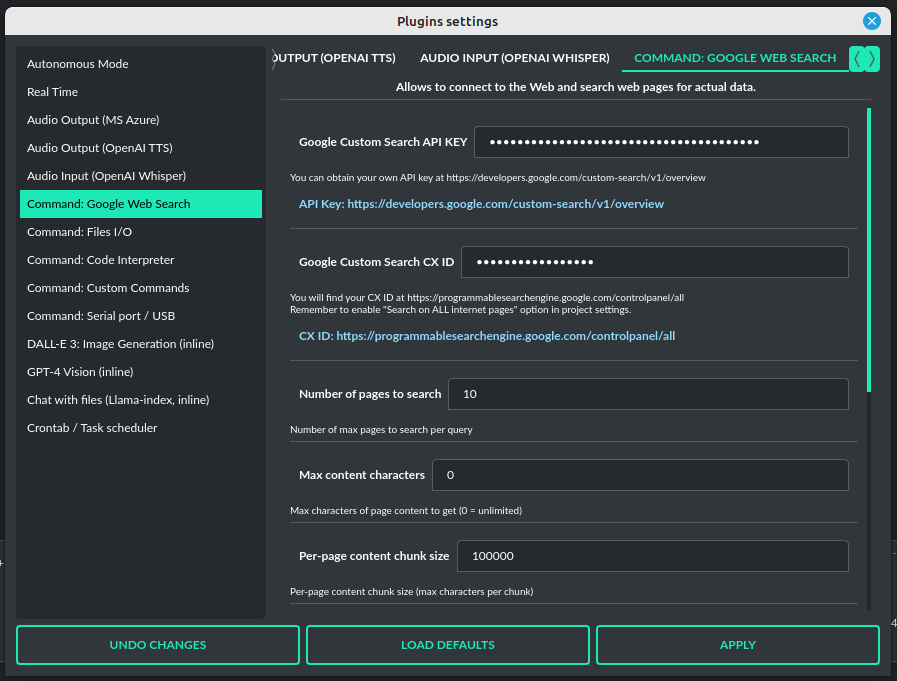 Plugins settings
Autonomous Mode
Real Time
Audio Output (MS Azure)
Audio Output (OpenAI TTS)
Audio Input (OpenAI Whisper)
Command: Google Web Search
Command: Files I/O
Command: Code Interpreter
Command: Custom Commands
Command: Serial port / USB
DALL-E 3: Image Generation (inline)
GPT-4 Vision (inline)
Chat with files (Llama-index, inline)
Crontab / Task scheduler
OUTPUT (OPENAI TTS) AUDIO INPUT (OPENAI WHISPER) COMMAND: GOOGLE WEB SEARCH
Allows to connect to the Web and search web pages for actual data.
Google Custom Search API KEY •••••••••••••••••••••••••••••••••••••••
You can obtain your own API key at https://developers.google.com/custom-search/v1/overview
API Key: https://developers.google.com/custom-search/v1/overview
Google Custom Search CX ID •••••••••••••••••
You will find your CX ID at https://programmablesearchengine.google.com/controlpanel/all
Remember to enable "Search on ALL internet pages" option in project settings.
CX ID: https://programmablesearchengine.google.com/controlpanel/all
Number of pages to search 10
Number of max pages to search per query
Max content characters 0
Max characters of page content to get (0 = unlimited)
Per-page content chunk size 100000
Per-page content chunk size (max characters per chunk)
UNDO CHANGES
LOAD DEFAULTS
APPLY